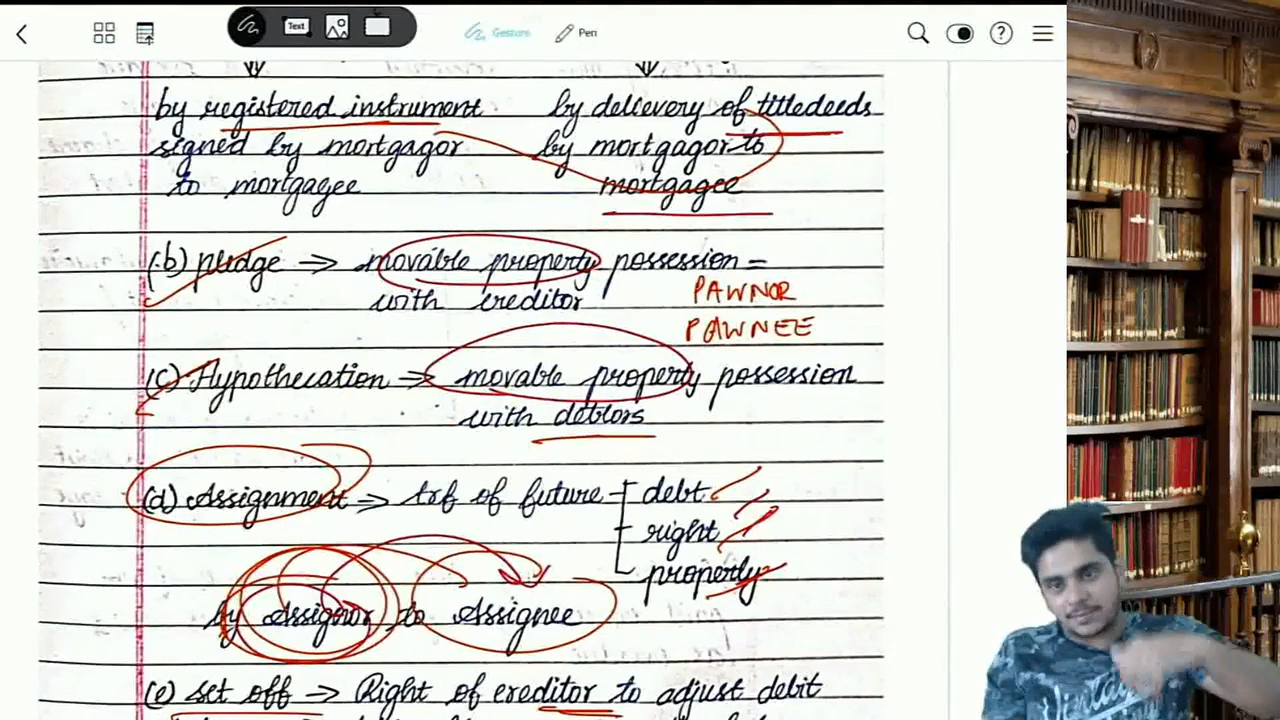 Text
Gesture
Pen
by registered instrument
by delievery of titledeeds
signed by mortgagor
by mortgagor to
to mortgagee
mortgagee
(b) pledge ⇒ movable property possession =
with creditor
PAWNOR
PAWNEE
(c) Hypothecation ⇒ movable property possession
with debtors
(d) Assignment ⇒ trf of future
debt
right
property
by Assignor to Assignee
(e) set off ⇒ Right of creditor to adjust debit